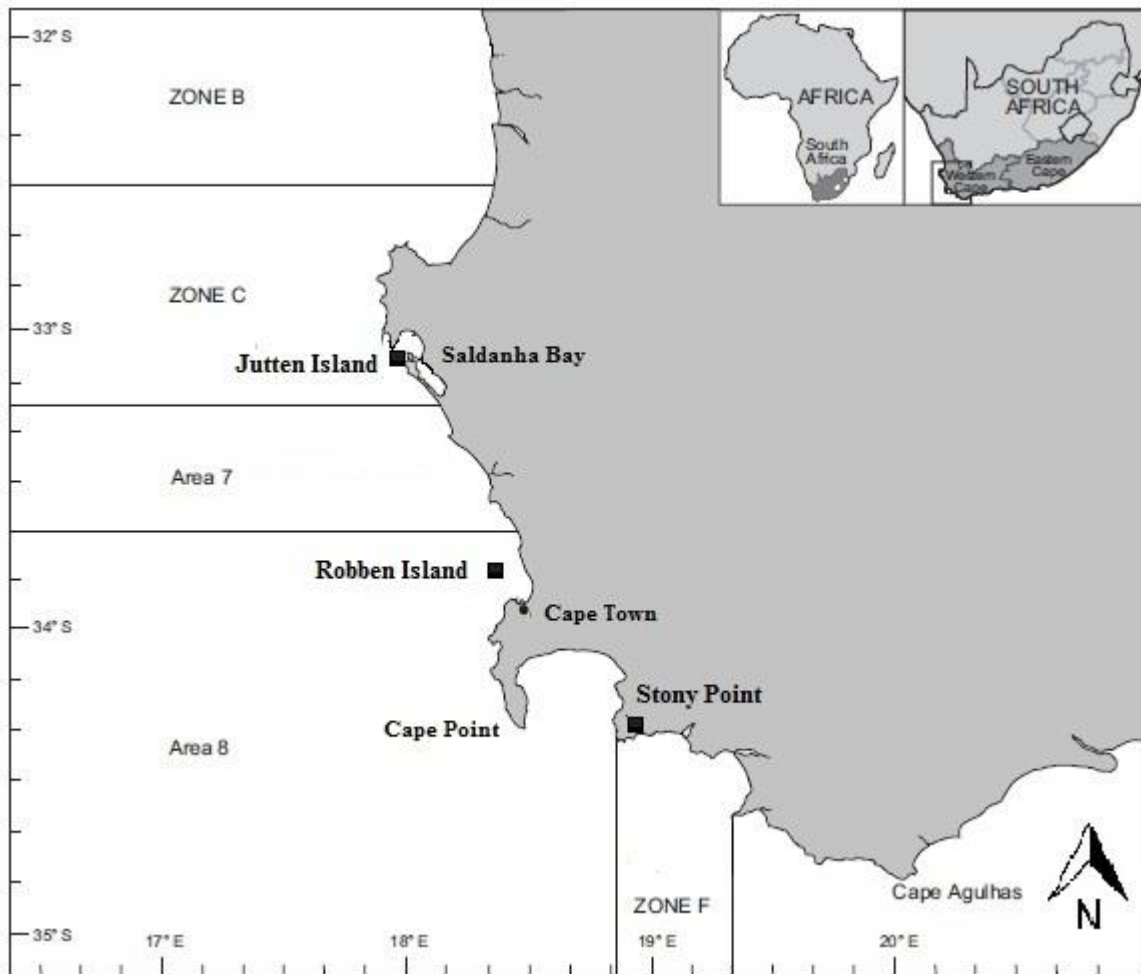 32° S
ZONE B
AFRICA
South
Africa
SOUTH
AFRICA
Western
Cape
Eastern
Cape
ZONE C
33° S
Jutten Island
Saldanha Bay
Area 7
Robben Island
Cape Town
34° S
Stony Point
Cape Point
Area 8
Cape Agulhas
ZONE F
N
35° S
17° E
18° E
19° E
20° E